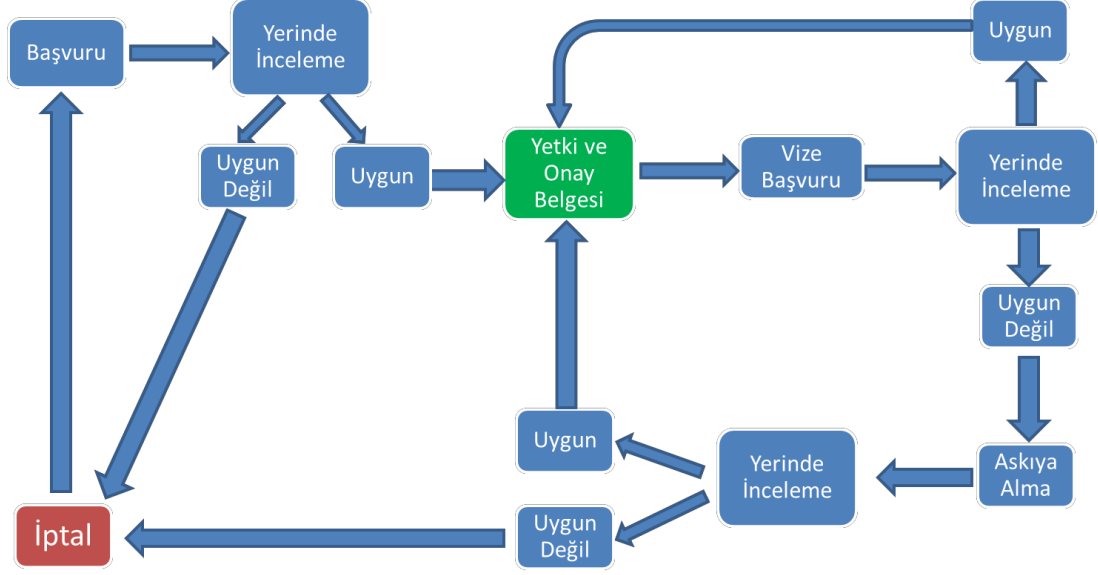 Başvuru
Yerinde
İnceleme
Uygun
Değil
Uygun
Yetki ve
Onay
Belgesi
Vize
Başvuru
Yerinde
İnceleme
Uygun
Uygun
Değil
Askıya
Alma
Yerinde
İnceleme
Uygun
Uygun
Değil
İptal